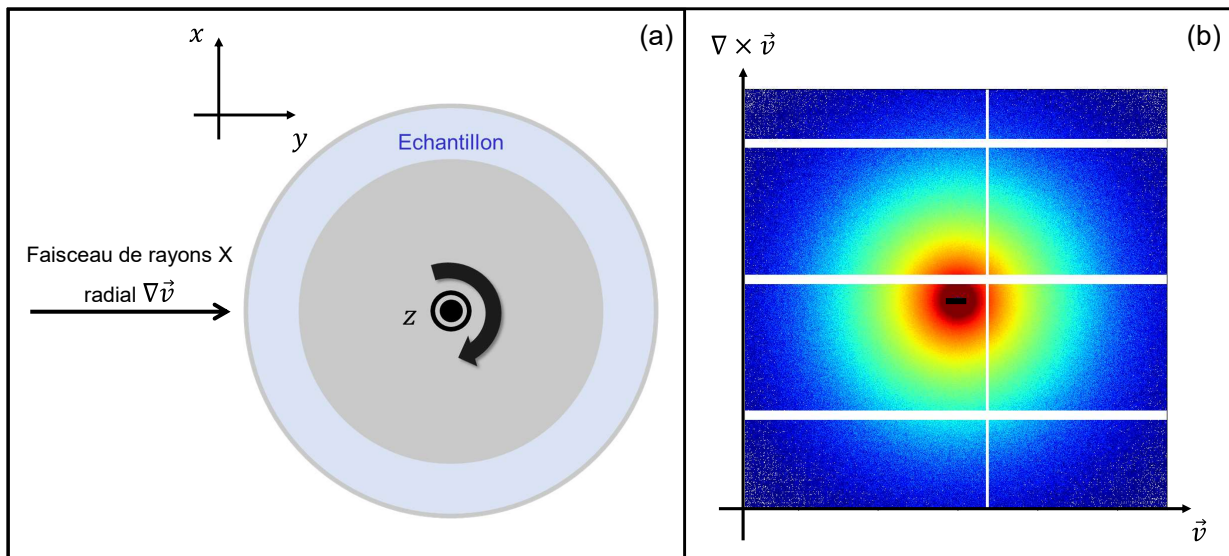 x
(a)
y
Echantillon
Faisceau de rayons X
radial ∇v⃗
z
∇ × v⃗
(b)
v⃗